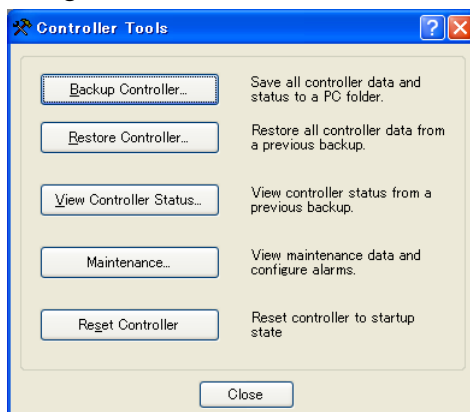 Controller Tools
Backup Controller...
Save all controller data and
status to a PC folder.
Restore Controller...
Restore all controller data from
a previous backup.
View Controller Status...
View controller status from a
previous backup.
Maintenance...
View maintenance data and
configure alarms.
Reset Controller
Reset controller to startup
state
Close